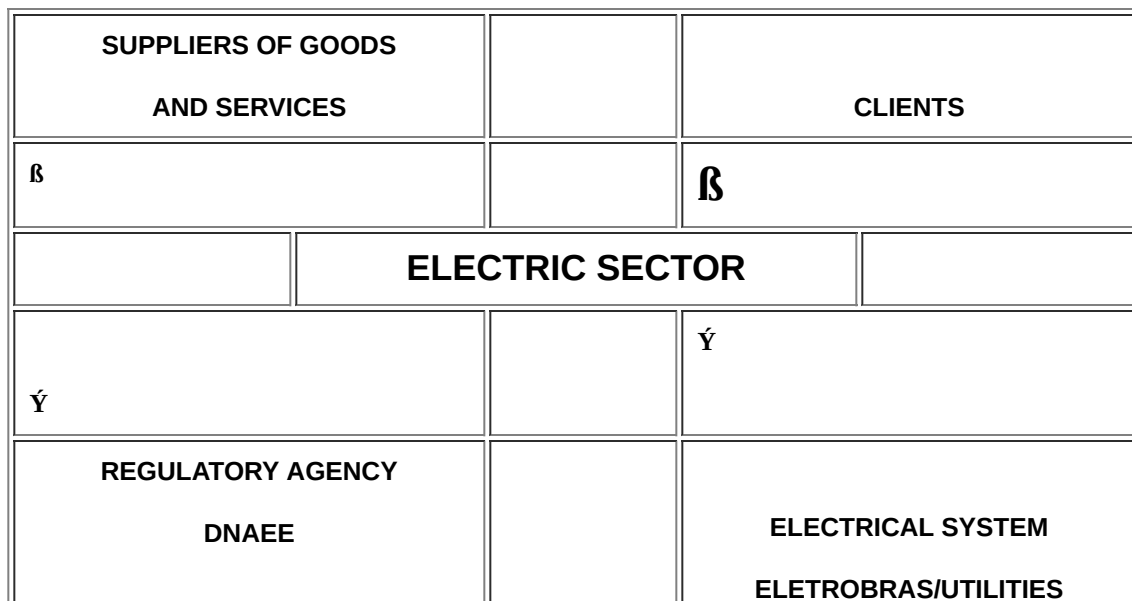 SUPPLIERS OF GOODS
AND SERVICES
CLIENTS
ß
ß
ELECTRIC SECTOR
Ý
Ý
REGULATORY AGENCY
DNAEE
ELECTRICAL SYSTEM
ELETROBRAS/UTILITIES